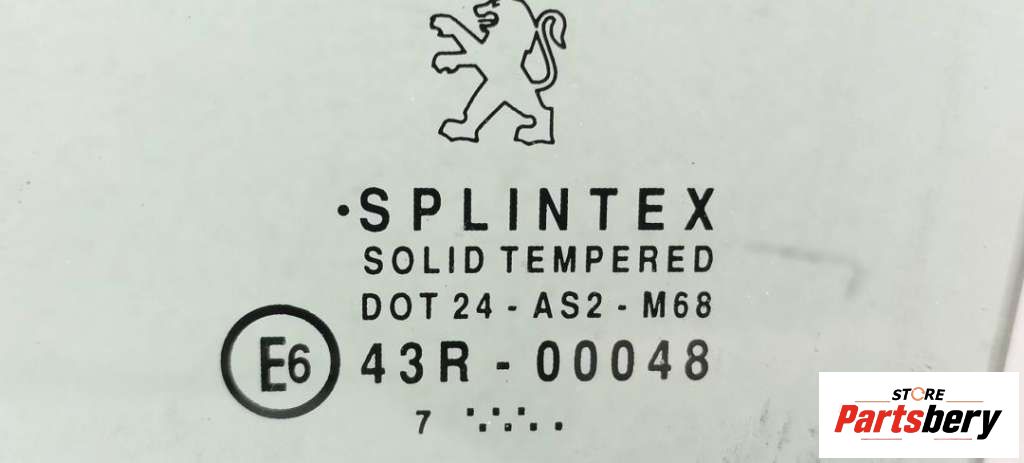 ·SPLINTEX
SOLID TEMPERED
DOT 24 - AS2 - M68
E6 43R - 00048
7 ..:..
STORE
Partsbery